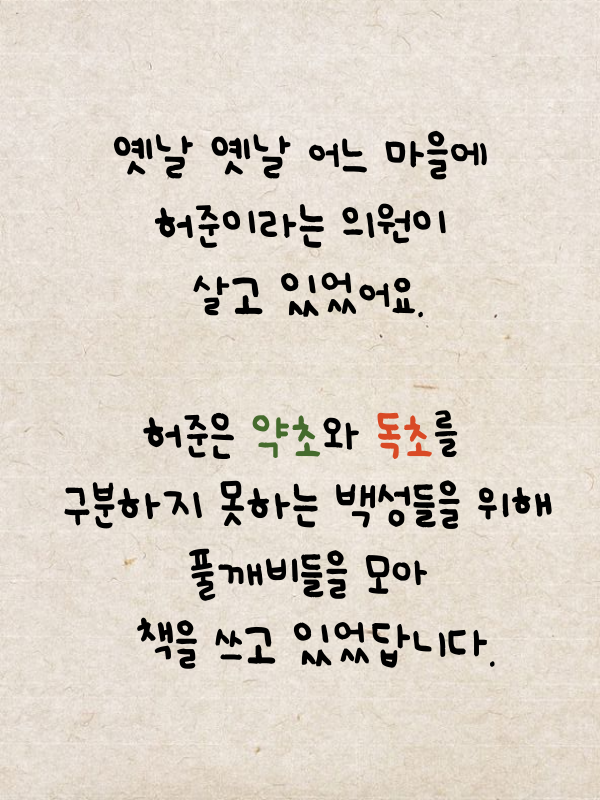 옛날 옛날 어느 마을에
허준이라는 의원이
살고 있었어요.
허준은 약초와 독초를
구분하지 못하는 백성들을 위해
풀깨비들을 모아
책을 쓰고 있었답니다.